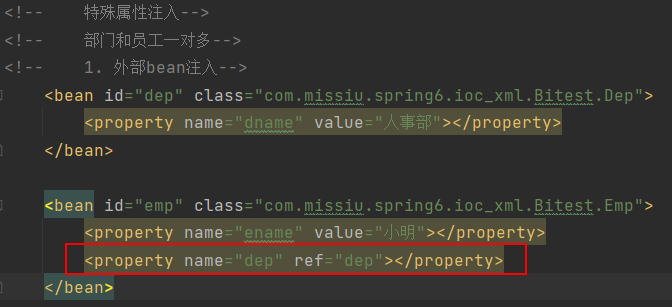 <!--    特殊属性注入-->
<!--    部门和员工一对多-->
<!--    1. 外部bean注入-->
<bean id="dep" class="com.missiu.spring6.ioc_xml.Bitest.Dep">
<property name="dname" value="人事部"></property>
</bean>
<bean id="emp" class="com.missiu.spring6.ioc_xml.Bitest.Emp">
<property name="ename" value="小明"></property>
<property name="dep" ref="dep"></property>
</bean>